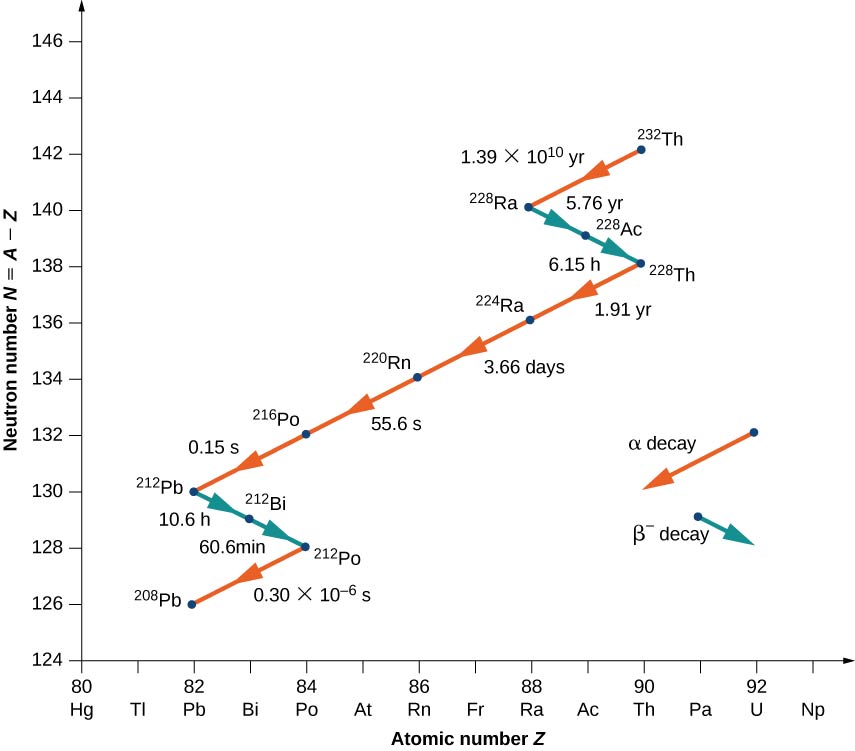 146
144
142
140
138
136
134
132
130
128
126
124
Neutron number N = A − Z
²³²Th
1.39 × 10¹⁰ yr
²²⁸Ra
5.76 yr
²²⁸Ac
6.15 h
²²⁸Th
1.91 yr
²²⁴Ra
3.66 days
²²⁰Rn
55.6 s
²¹⁶Po
0.15 s
²¹²Pb
²¹²Bi
10.6 h
60.6min
²¹²Po
²⁰⁸Pb
0.30 × 10⁻⁶ s
α decay
β⁻ decay
80 82 84 86 88 90 92
Hg Tl Pb Bi Po At Rn Fr Ra Ac Th Pa U Np
Atomic number Z